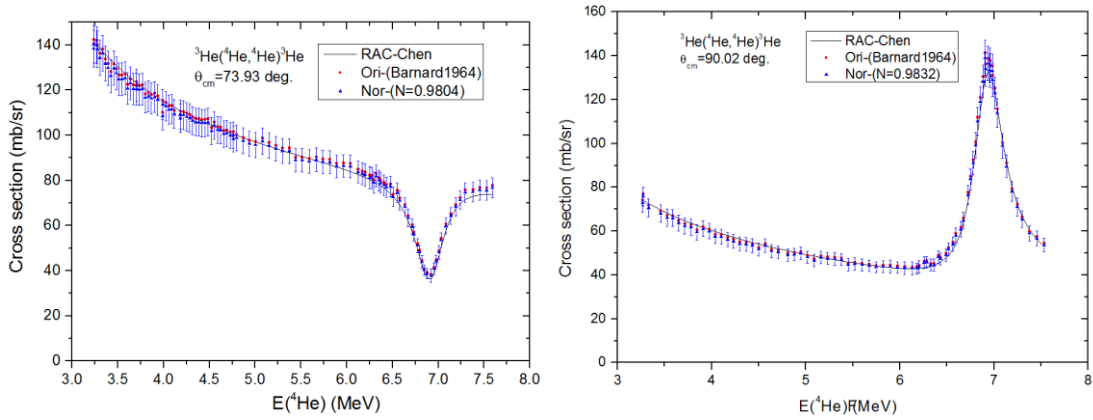 140
120
100
80
60
40
20
0
Cross section (mb/sr)
³He(⁴He,⁴He)³He
θcm=73.93 deg.
RAC-Chen
Ori-(Barnard1964)
Nor-(N=0.9804)
3.0 3.5 4.0 4.5 5.0 5.5 6.0 6.5 7.0 7.5 8.0
E(⁴He) (MeV)
160
140
120
100
80
60
40
20
0
Cross section (mb/sr)
³He(⁴He,⁴He)³He
θcm=90.02 deg.
RAC-Chen
Ori-(Barnard1964)
Nor-(N=0.9832)
3 4 5 6 7 8